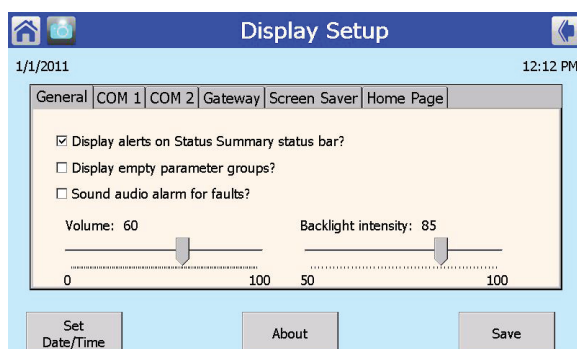 Display Setup
1/1/2011 12:12 PM
General COM 1 COM 2 Gateway Screen Saver Home Page
Display alerts on Status Summary status bar?
Display empty parameter groups?
Sound audio alarm for faults?
Volume: 60 Backlight intensity: 85
0 100 50 100
Set
Date/Time
About
Save